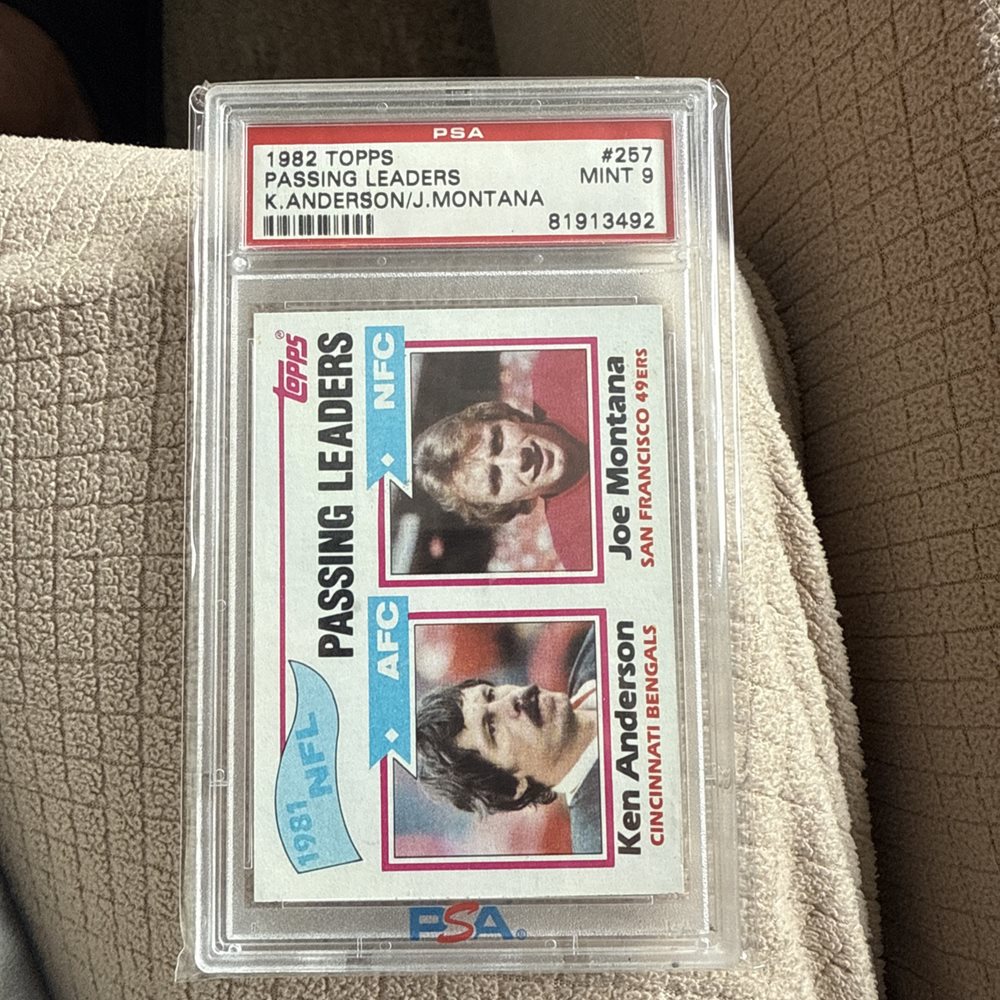 PSA
1982 TOPPS #257
PASSING LEADERS MINT 9
K.ANDERSON/J.MONTANA
81913492
topps®
1981 NFL
PASSING LEADERS
AFC
NFC
Ken Anderson
CINCINNATI BENGALS
Joe Montana
SAN FRANCISCO 49ERS
PSA®